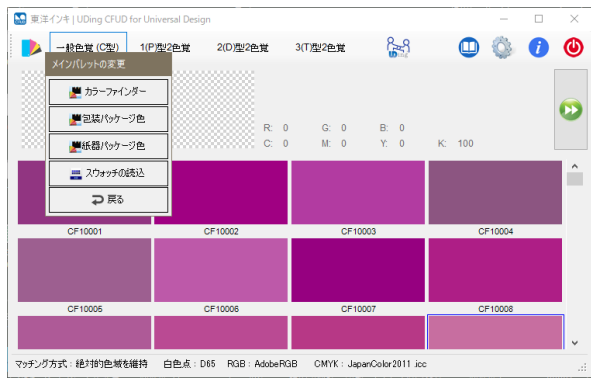 東洋インキ | UDing CFUD for Universal Design
一般色覚 (C型) 1(P)型2色覚 2(D)型2色覚 3(T)型2色覚
メインパレットの変更
カラーファインダー
包装パッケージ色
紙器パッケージ色
スウォッチの読込
戻る
R: 0 G: 0 B: 0
C: 0 M: 0 Y: 0 K: 100
CF10001 CF10002 CF10003 CF10004
CF10005 CF10006 CF10007 CF10008
マッチング方式 : 絶対的色域を維持 白色点 : D65 RGB : AdobeRGB CMYK : JapanColor2011.icc